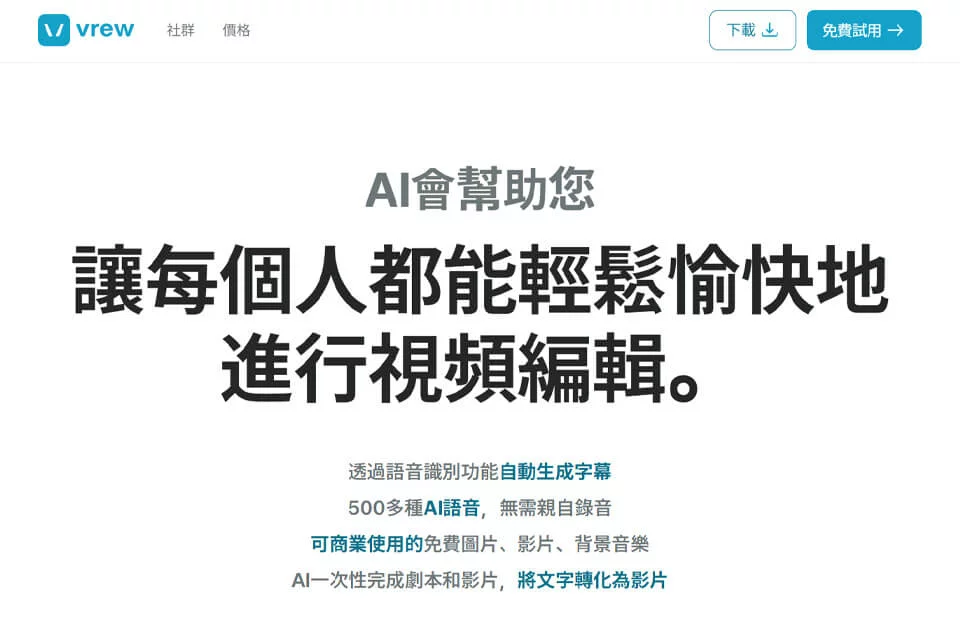 vrew 社群 價格 下載 免費試用
AI會幫助您
讓每個人都能輕鬆愉快地
進行視頻編輯。
透過語音識別功能自動生成字幕
500多種AI語音，無需親自錄音
可商業使用的免費圖片、影片、背景音樂
AI一次性完成劇本和影片，將文字轉化為影片